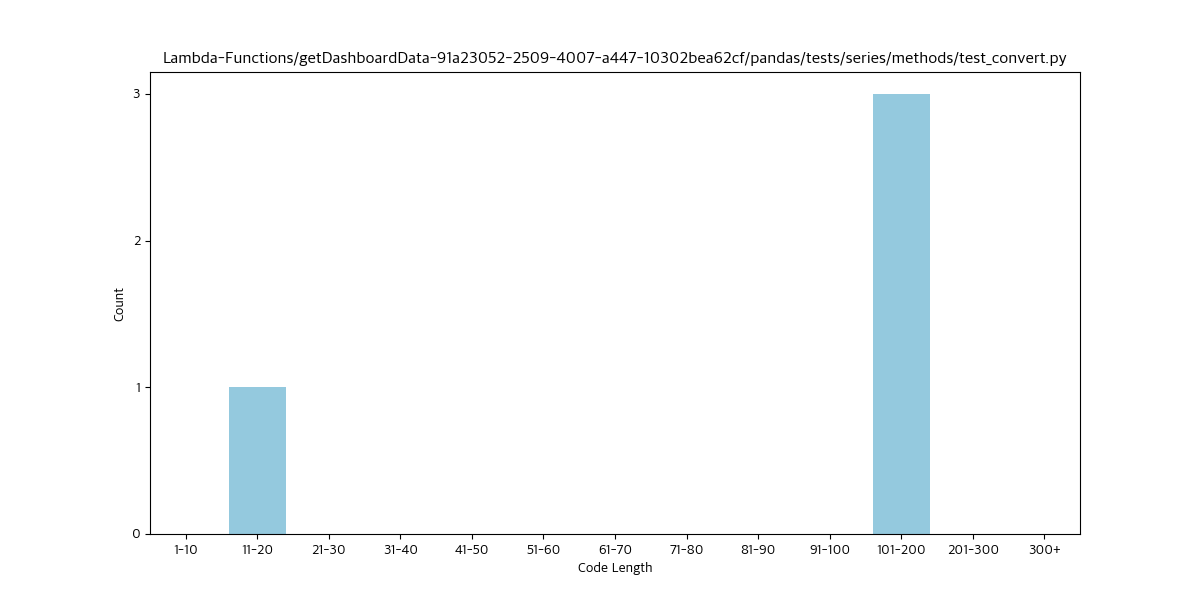 Lambda-Functions/getDashboardData-91a23052-2509-4007-a447-10302bea62cf/pandas/tests/series/methods/test_convert.py
3
2
1
0
Count
1-10 11-20 21-30 31-40 41-50 51-60 61-70 71-80 81-90 91-100 101-200 201-300 300+
Code Length